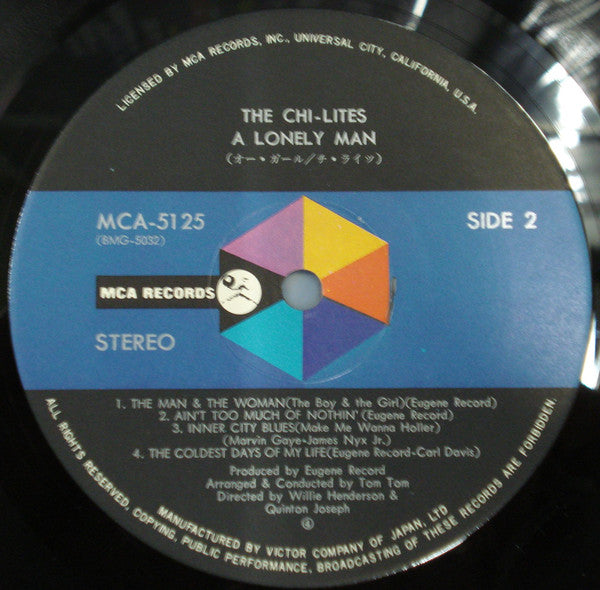 LICENSED BY MCA RECORDS, INC., UNIVERSAL CITY, CALIFORNIA, U.S.A.
THE CHI-LITES
A LONELY MAN
(オー・ガール/チ・ライツ)
MCA-5125
(BMG-5032)
SIDE 2
MCA RECORDS
STEREO
1. THE MAN & THE WOMAN(The Boy & the Girl)(Eugene Record)
2. AIN'T TOO MUCH OF NOTHIN'(Eugene Record)
3. INNER CITY BLUES(Make Me Wanna Holler)
(Marvin Gaye-James Nyx Jr.)
4. THE COLDEST DAYS OF MY LIFE(Eugene Record-Carl Davis)
Produced by Eugene Record
Arranged & Conducted by Tom Tom
Directed by Willie Henderson &
Quinton Joseph
④
MANUFACTURED BY VICTOR COMPANY OF JAPAN, LTD
ALL RIGHTS RESERVED, COPYING, PUBLIC PERFORMANCE, BROADCASTING OF THESE RECORDS ARE FORBIDDEN.